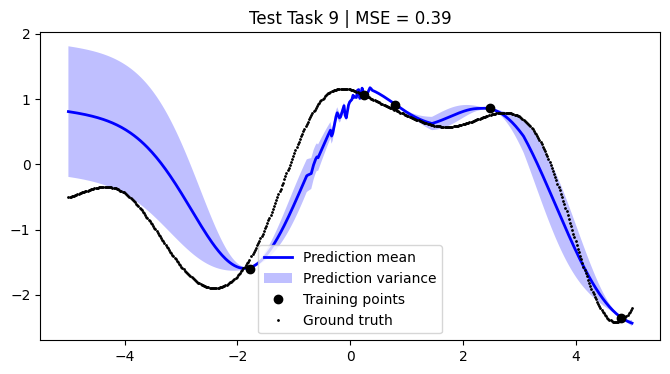 Test Task 9 | MSE = 0.39
2
1
0
−1
−2
Prediction mean
Prediction variance
Training points
Ground truth
−4
−2
0
2
4